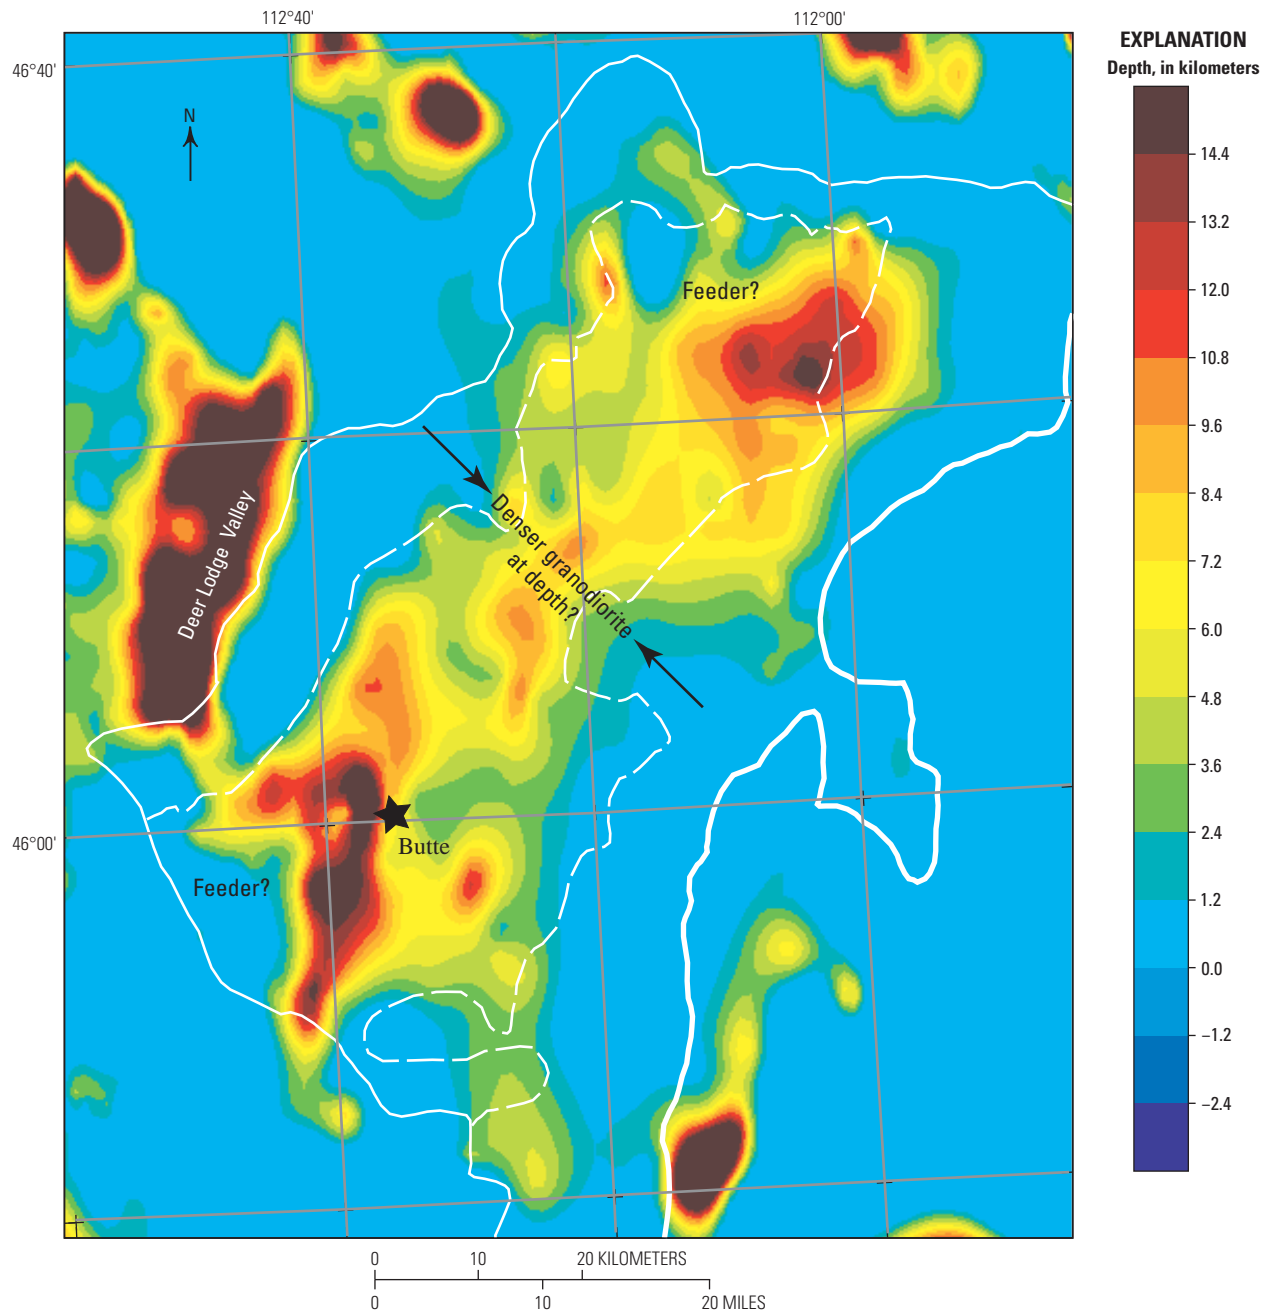 112°40'
112°00'
EXPLANATION
Depth, in kilometers
46°40'
N
14.4
13.2
12.0
10.8
9.6
8.4
7.2
6.0
4.8
3.6
2.4
1.2
0.0
−1.2
−2.4
Feeder?
Deer Lodge Valley
Denser granodiorite
at depth?
46°00'
Butte
Feeder?
0 10 20 KILOMETERS
0 10 20 MILES